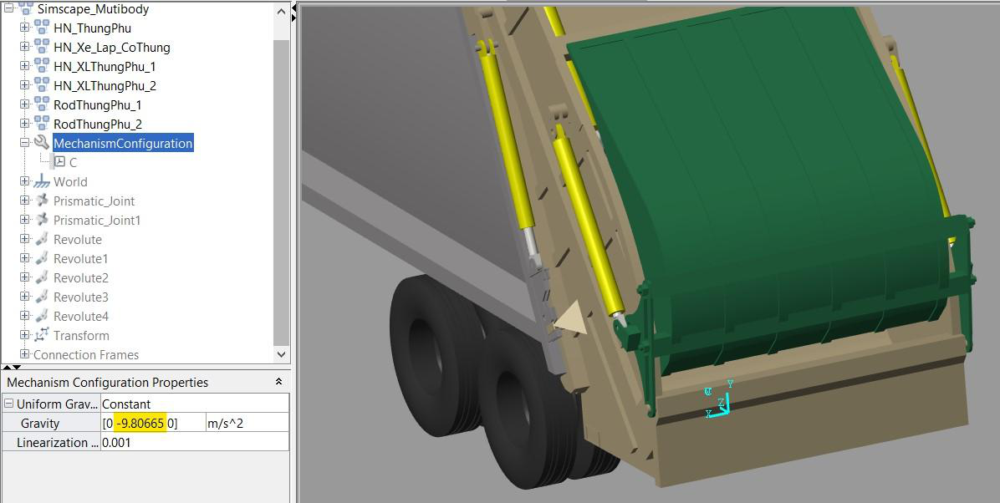 Simscape_Mutibody
HN_ThungPhu
HN_Xe_Lap_CoThung
HN_XLThungPhu_1
HN_XLThungPhu_2
RodThungPhu_1
RodThungPhu_2
MechanismConfiguration
C
World
Prismatic_Joint
Prismatic_Joint1
Revolute
Revolute1
Revolute2
Revolute3
Revolute4
Transform
Connection Frames
Mechanism Configuration Properties
Uniform Grav... Constant
Gravity [0 -9.80665 0] m/s^2
Linearization ... 0.001
Y
Z
X